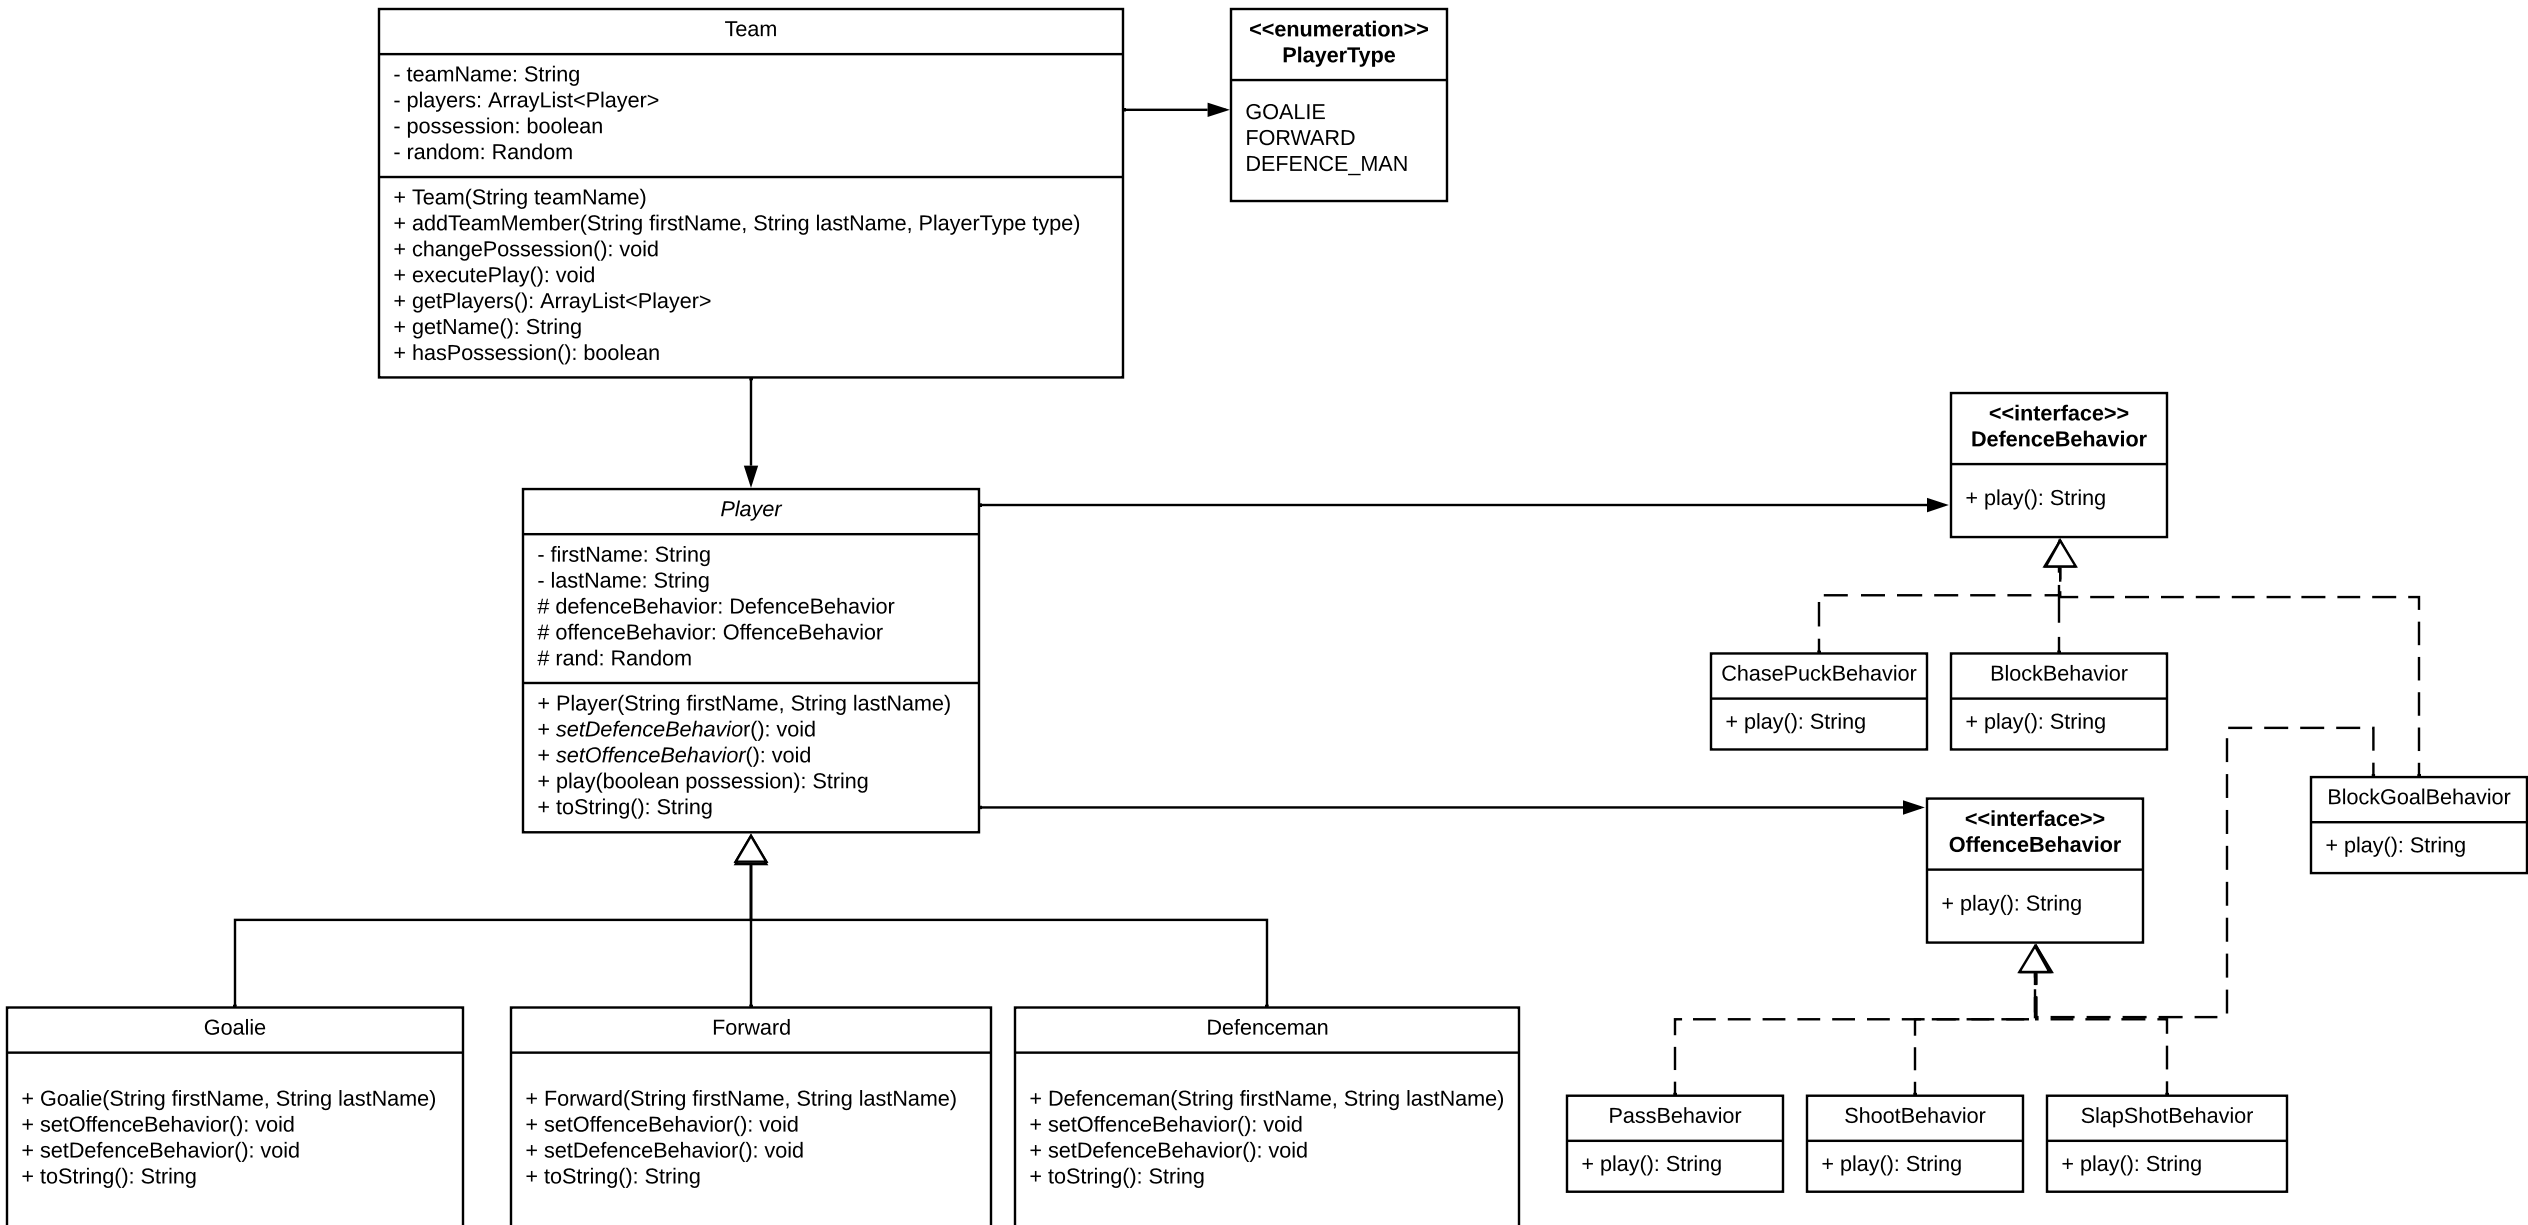 Team
- teamName: String
- players: ArrayList<Player>
- possession: boolean
- random: Random
+ Team(String teamName)
+ addTeamMember(String firstName, String lastName, PlayerType type)
+ changePossession(): void
+ executePlay(): void
+ getPlayers(): ArrayList<Player>
+ getName(): String
+ hasPossession(): boolean
<<enumeration>>
PlayerType
GOALIE
FORWARD
DEFENCE_MAN
<<interface>>
DefenceBehavior
+ play(): String
Player
- firstName: String
- lastName: String
# defenceBehavior: DefenceBehavior
# offenceBehavior: OffenceBehavior
# rand: Random
+ Player(String firstName, String lastName)
+ setDefenceBehavior(): void
+ setOffenceBehavior(): void
+ play(boolean possession): String
+ toString(): String
ChasePuckBehavior
+ play(): String
BlockBehavior
+ play(): String
BlockGoalBehavior
+ play(): String
<<interface>>
OffenceBehavior
+ play(): String
Goalie
+ Goalie(String firstName, String lastName)
+ setOffenceBehavior(): void
+ setDefenceBehavior(): void
+ toString(): String
Forward
+ Forward(String firstName, String lastName)
+ setOffenceBehavior(): void
+ setDefenceBehavior(): void
+ toString(): String
Defenceman
+ Defenceman(String firstName, String lastName)
+ setOffenceBehavior(): void
+ setDefenceBehavior(): void
+ toString(): String
PassBehavior
+ play(): String
ShootBehavior
+ play(): String
SlapShotBehavior
+ play(): String